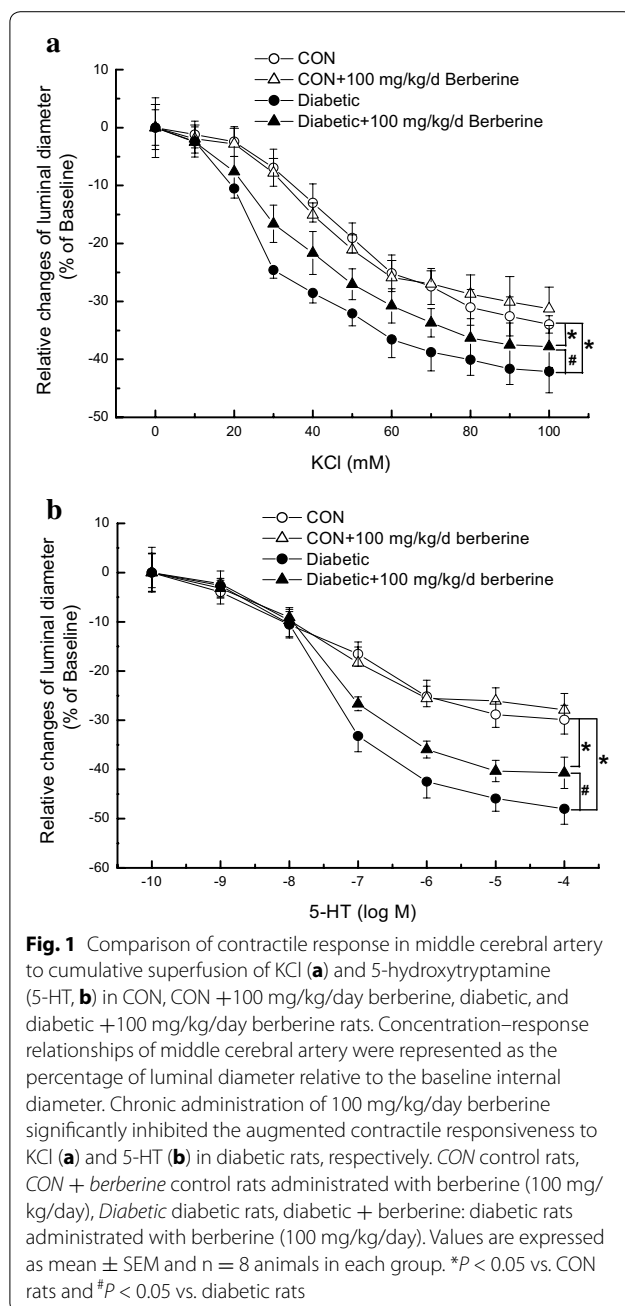 a
CON
CON+100 mg/kg/d Berberine
Diabetic
Diabetic+100 mg/kg/d Berberine
Relative changes of luminal diameter
(% of Baseline)
10
0
-10
-20
-30
-40
-50
* *
#
0 20 40 60 80 100
KCl (mM)
b
CON
CON+100 mg/kg/d berberine
Diabetic
Diabetic+100 mg/kg/d berberine
Relative changes of luminal diameter
(% of Baseline)
10
0
-10
-20
-30
-40
-50
-60
* *
#
-10 -9 -8 -7 -6 -5 -4
5-HT (log M)
Fig. 1 Comparison of contractile response in middle cerebral artery
to cumulative superfusion of KCl (a) and 5-hydroxytryptamine
(5-HT, b) in CON, CON +100 mg/kg/day berberine, diabetic, and
diabetic +100 mg/kg/day berberine rats. Concentration–response
relationships of middle cerebral artery were represented as the
percentage of luminal diameter relative to the baseline internal
diameter. Chronic administration of 100 mg/kg/day berberine
significantly inhibited the augmented contractile responsiveness to
KCl (a) and 5-HT (b) in diabetic rats, respectively. CON control rats,
CON + berberine control rats administrated with berberine (100 mg/
kg/day), Diabetic diabetic rats, diabetic + berberine: diabetic rats
administrated with berberine (100 mg/kg/day). Values are expressed
as mean ± SEM and n = 8 animals in each group. *P < 0.05 vs. CON
rats and #P < 0.05 vs. diabetic rats